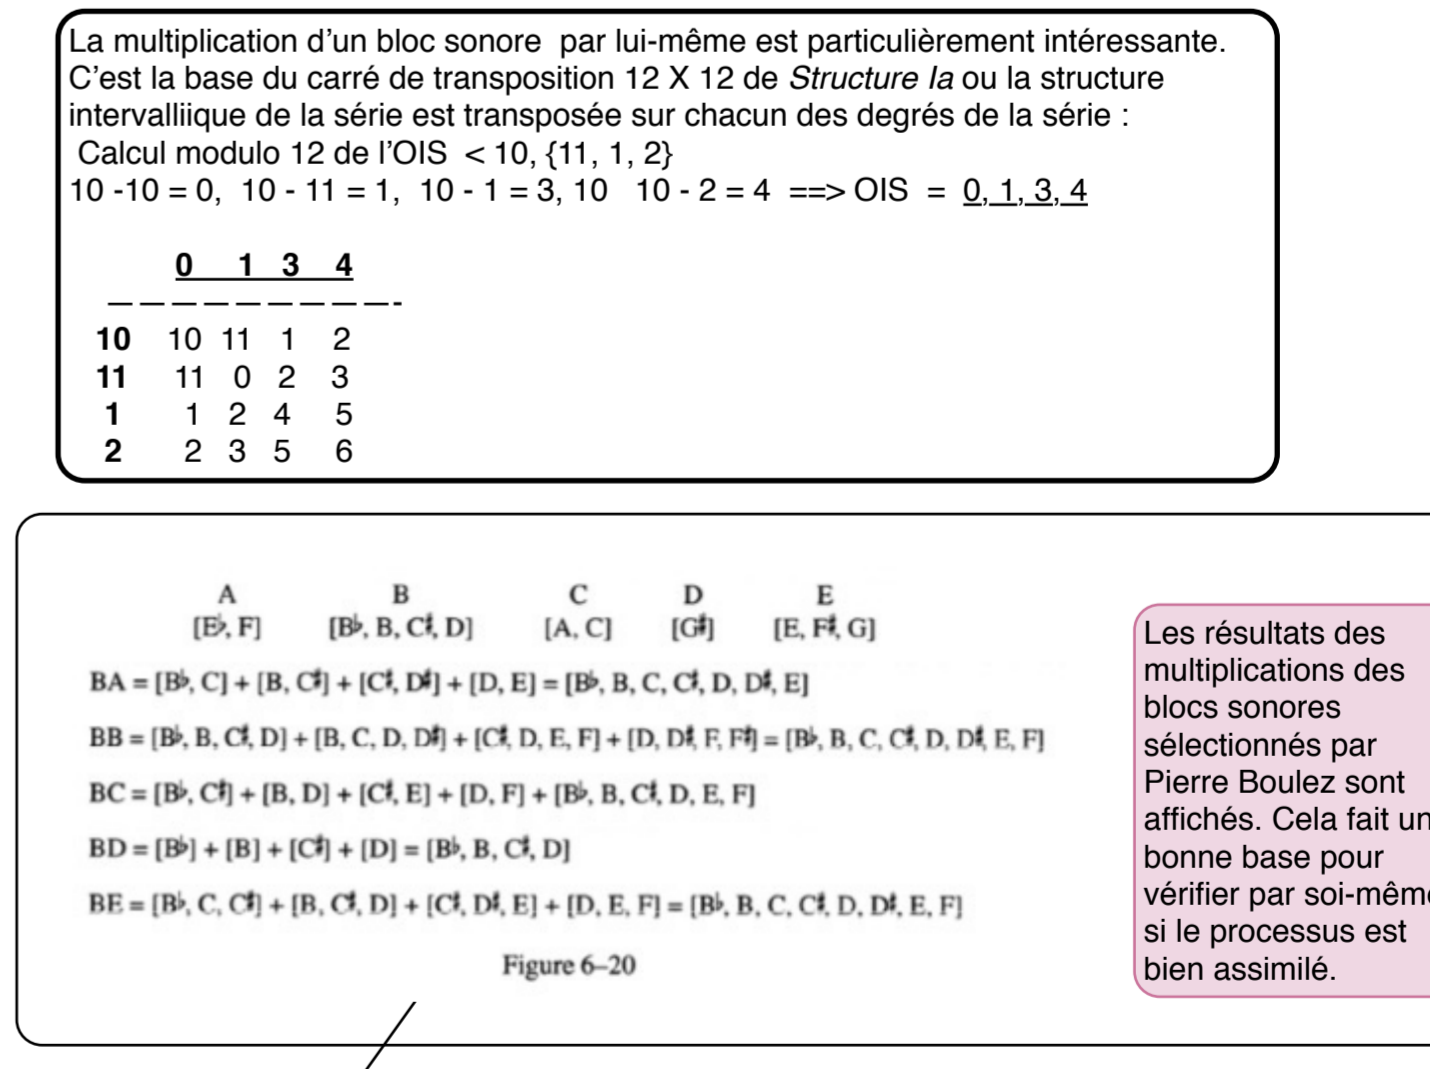 La multiplication d’un bloc sonore par lui-même est particulièrement intéressante.
C’est la base du carré de transposition 12 X 12 de Structure Ia ou la structure
intervalliique de la série est transposée sur chacun des degrés de la série :
Calcul modulo 12 de l’OIS < 10, {11, 1, 2}
10 -10 = 0, 10 - 11 = 1, 10 - 1 = 3, 10 10 - 2 = 4 ==> OIS = 0, 1, 3, 4
0 1 3 4
— — — — — — — — — -
10 10 11 1 2
11 11 0 2 3
1 1 2 4 5
2 2 3 5 6
A B C D E
[E♭, F] [B♭, B, C♯, D] [A, C] [G♯] [E, F♯, G]
BA = [B♭, C] + [B, C♯] + [C♯, D♯] + [D, E] = [B♭, B, C, C♯, D, D♯, E]
BB = [B♭, B, C♯, D] + [B, C, D, D♯] + [C♯, D, E, F] + [D, D♯, F, F♯] = [B♭, B, C, C♯, D, D♯, E, F]
BC = [B♭, C♯] + [B, D] + [C♯, E] + [D, F] + [B♭, B, C♯, D, E, F]
BD = [B♭] + [B] + [C♯] + [D] = [B♭, B, C♯, D]
BE = [B♭, C, C♯] + [B, C♯, D] + [C♯, D♯, E] + [D, E, F] = [B♭, B, C, C♯, D, D♯, E, F]
Figure 6–20
Les résultats des
multiplications des
blocs sonores
sélectionnés par
Pierre Boulez sont
affichés. Cela fait un
bonne base pour
vérifier par soi-mêm
si le processus est
bien assimilé.